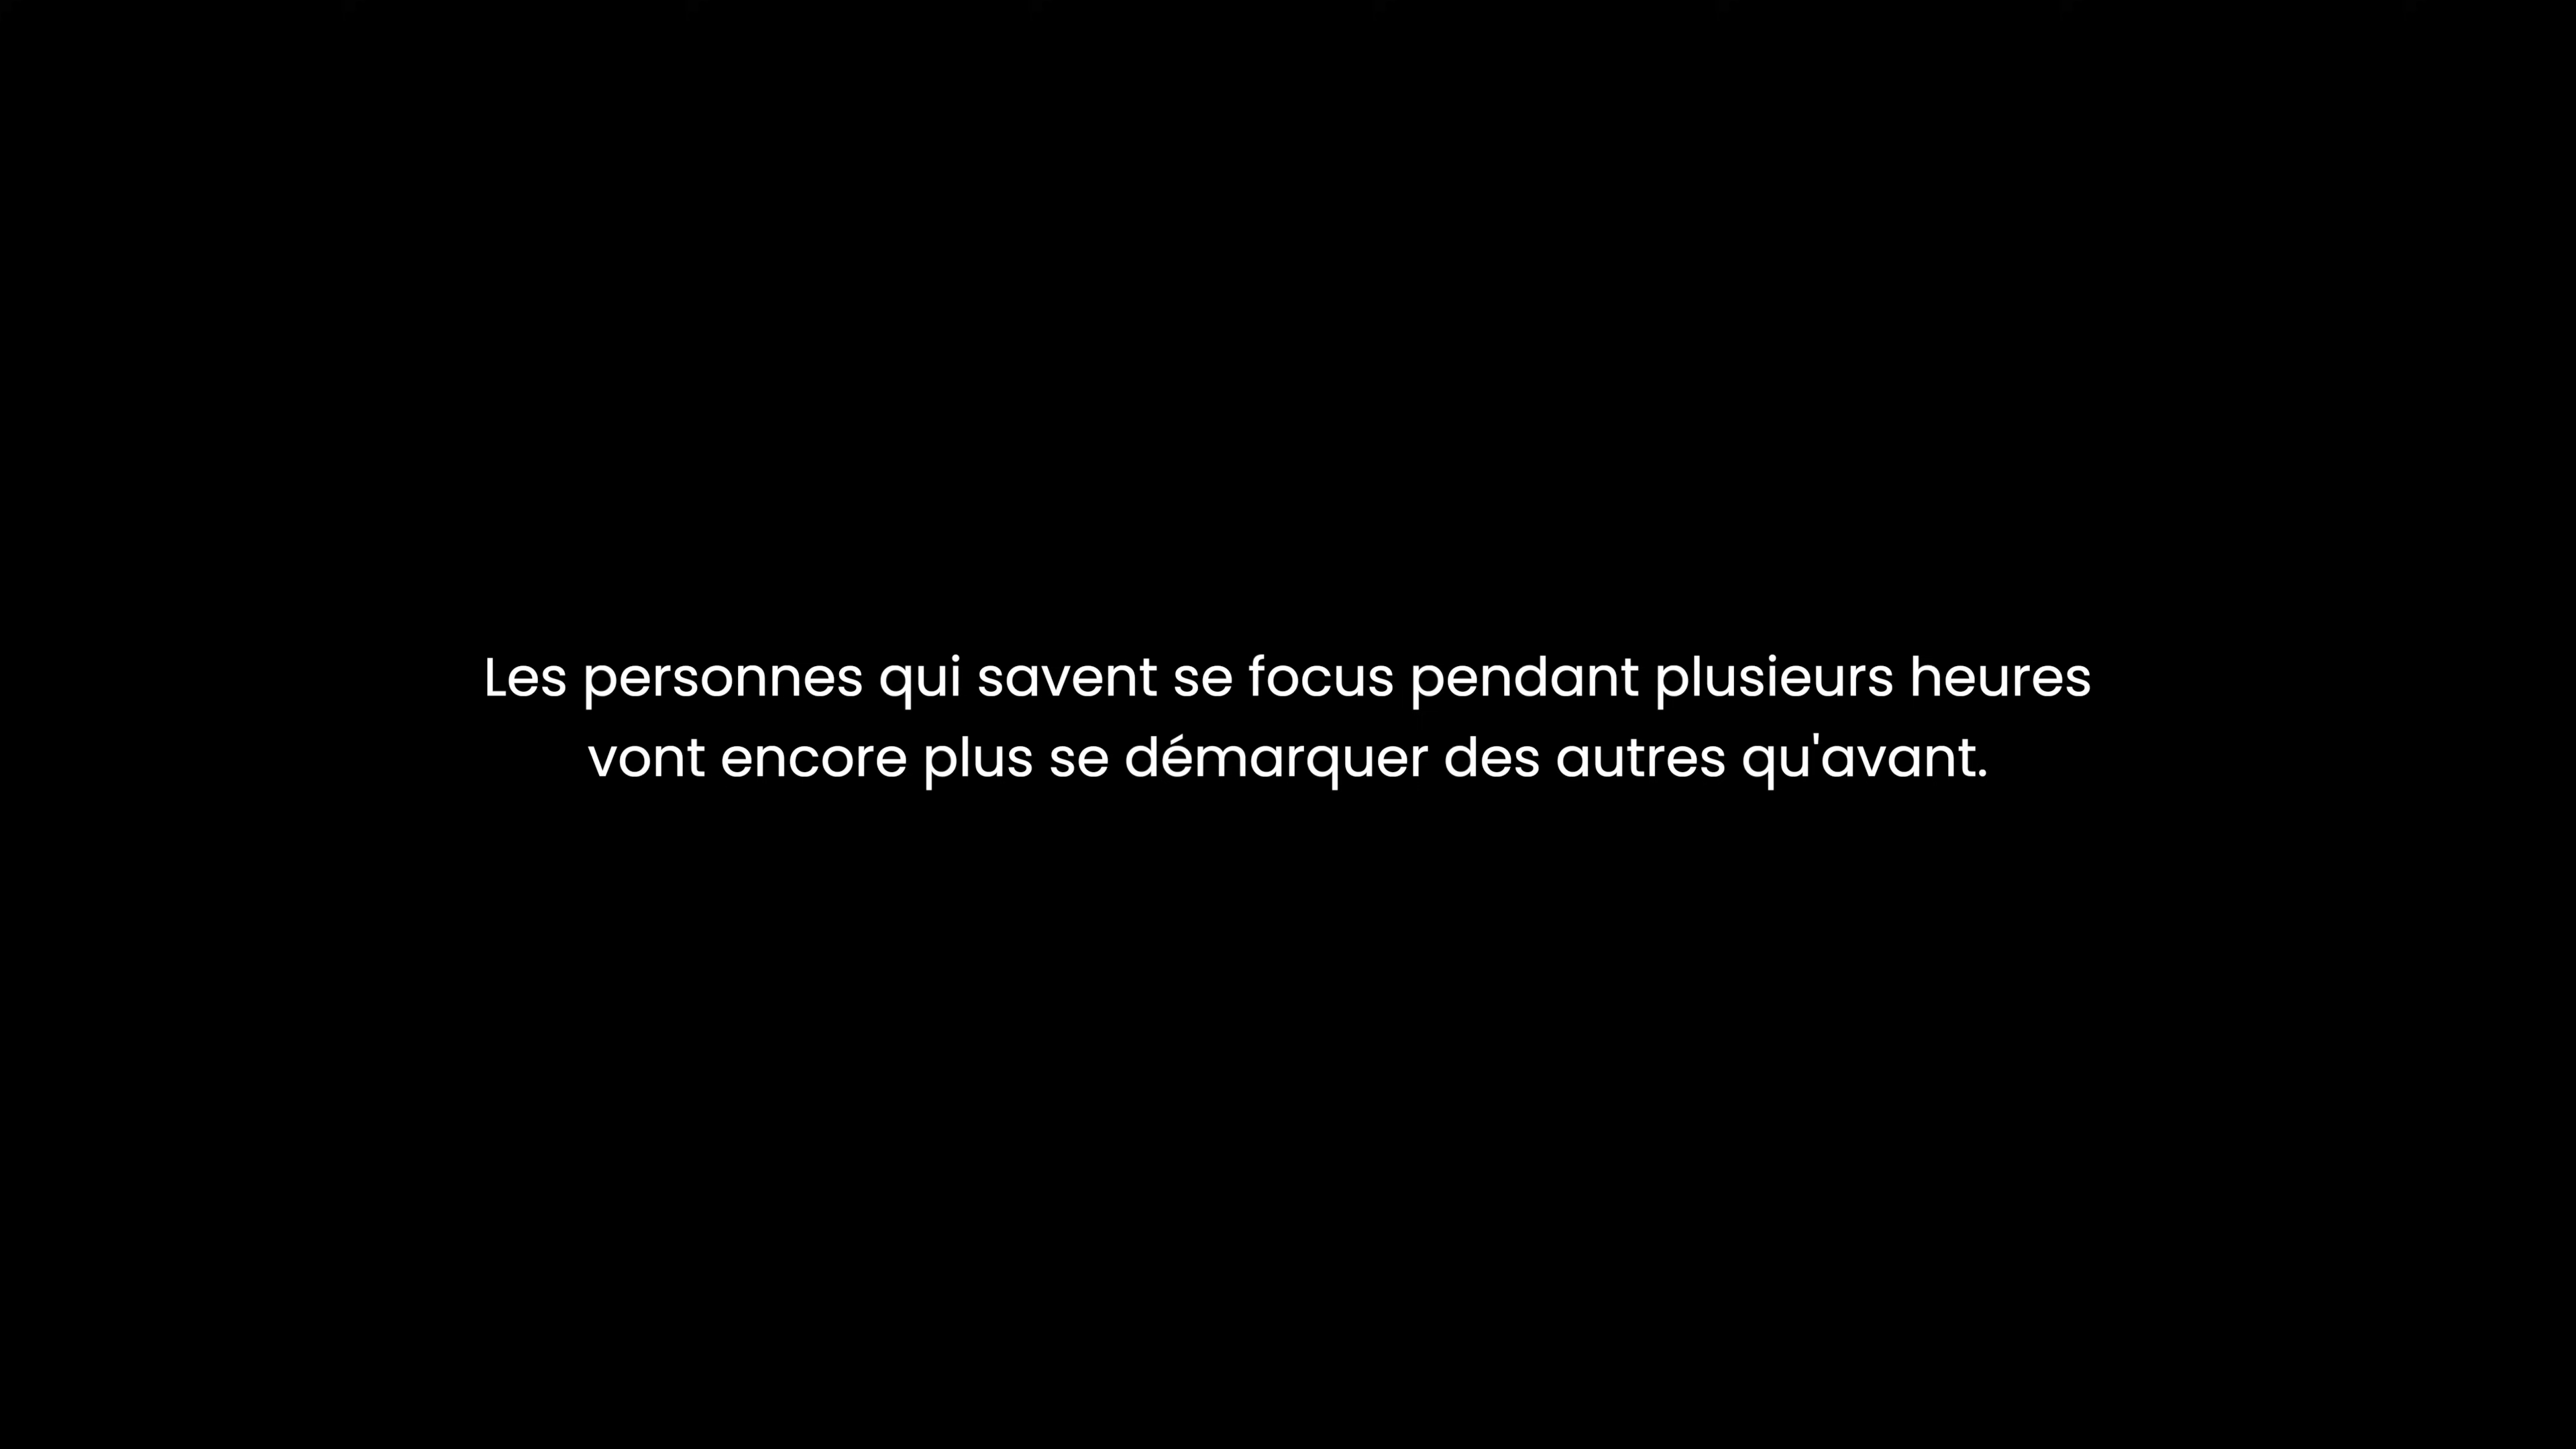 Les personnes qui savent se focus pendant plusieurs heures
vont encore plus se démarquer des autres qu'avant.